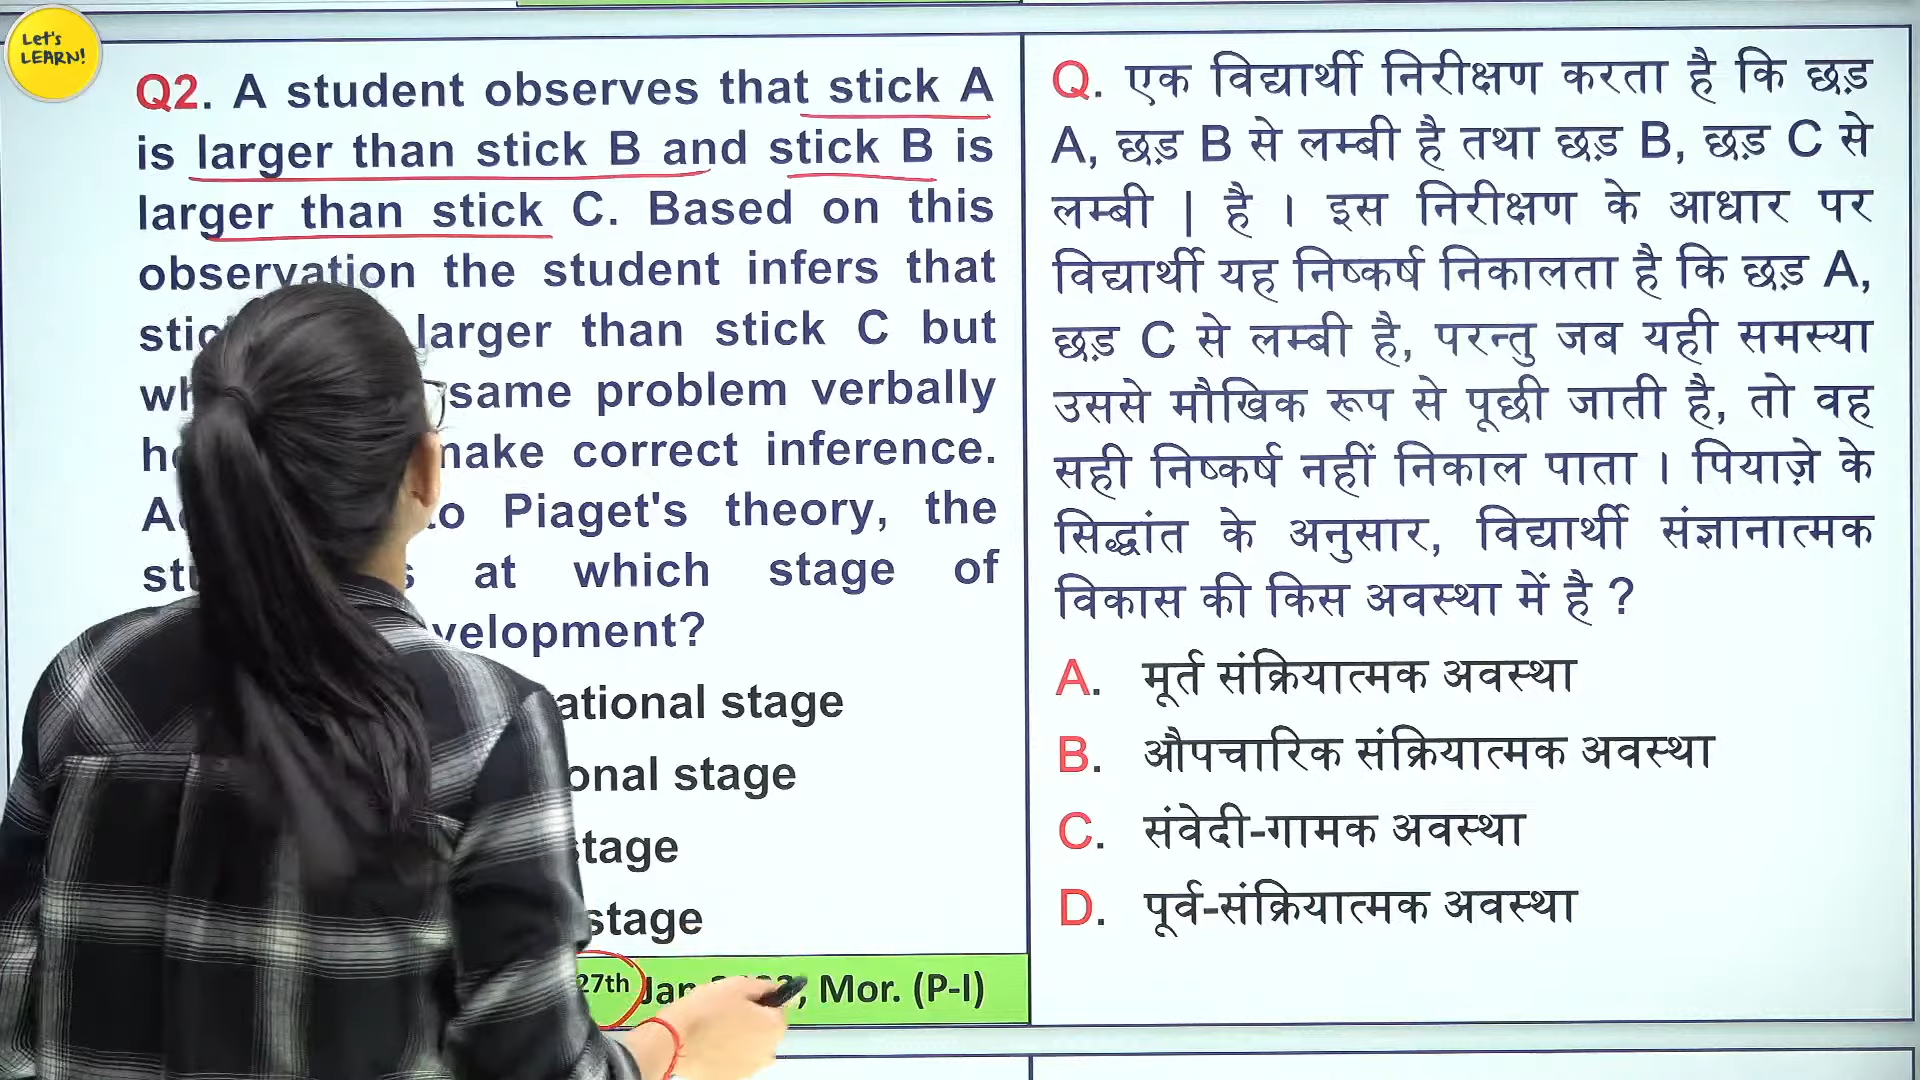 Let's
LEARN!
Q2. A student observes that stick A
is larger than stick B and stick B is
larger than stick C. Based on this
observation the student infers that
larger than stick C but
same problem verbally
make correct inference.
to Piaget's theory, the
at which stage of
stage
stage
stage
stage
27th Jan , Mor. (P-I)
Q. एक विद्यार्थी निरीक्षण करता है कि छड़
A, छड़ B से लम्बी है तथा छड़ B, छड़ C से
लम्बी | है । इस निरीक्षण के आधार पर
विद्यार्थी यह निष्कर्ष निकालता है कि छड़ A,
छड़ C से लम्बी है, परन्तु जब यही समस्या
उससे मौखिक रूप से पूछी जाती है, तो वह
सही निष्कर्ष नहीं निकाल पाता । पियाज़े के
सिद्धांत के अनुसार, विद्यार्थी संज्ञानात्मक
विकास की किस अवस्था में है ?
A. मूर्त संक्रियात्मक अवस्था
B. औपचारिक संक्रियात्मक अवस्था
C. संवेदी-गामक अवस्था
D. पूर्व-संक्रियात्मक अवस्था